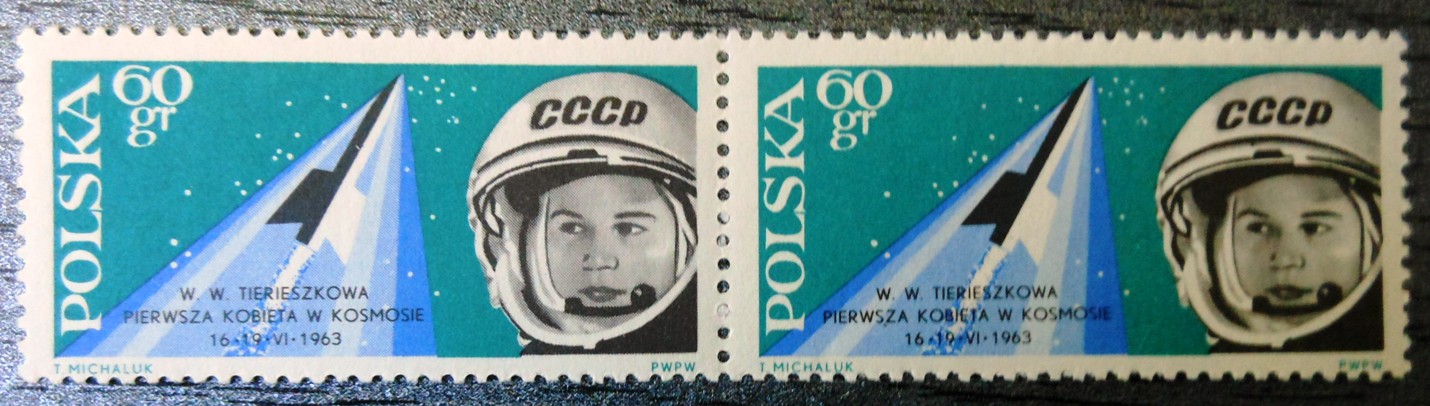 POLSKA
60
gr
CCCP
W. W. TIERIESZKOWA
PIERWSZA KOBIETA W KOSMOSIE
16-19·VI·1963
T. MICHALUK
PWPW
POLSKA
60
gr
CCCP
W. W. TIERIESZKOWA
PIERWSZA KOBIETA W KOSMOSIE
16-19·VI·1963
T. MICHALUK
PWPW